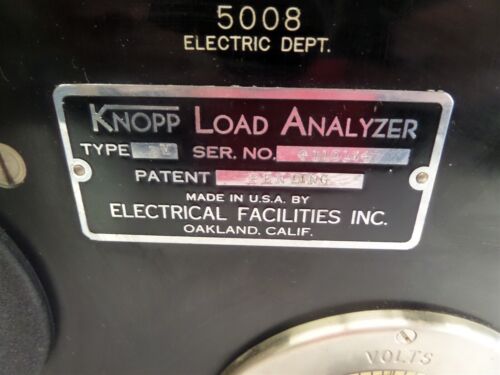 5008
ELECTRIC DEPT.
KNOPP LOAD ANALYZER
TYPE SER. NO.
PATENT PENDING
MADE IN U.S.A. BY
ELECTRICAL FACILITIES INC.
OAKLAND, CALIF.
VOLTS